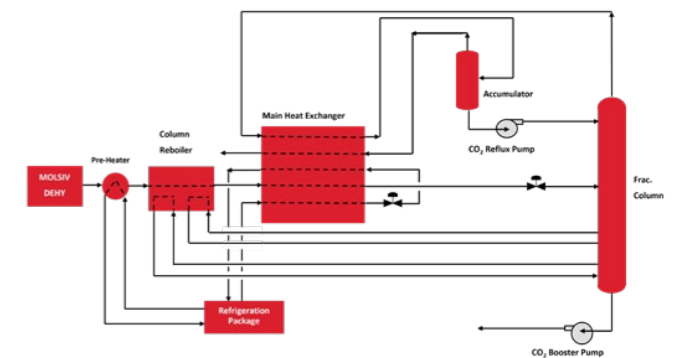 Accumulator
Main Heat Exchanger
Column
Reboiler
CO2 Reflux Pump
Pre-Heater
MOLSIV
DEHY
Frac.
Column
Refrigeration
Package
CO2 Booster Pump